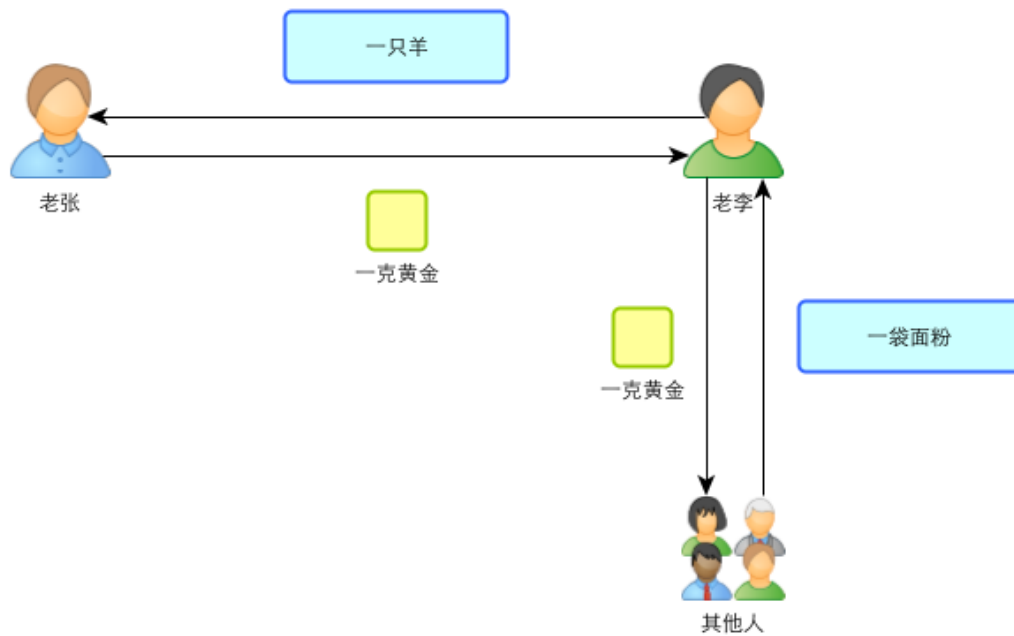 一只羊
老张
老李
一克黄金
一克黄金
一袋面粉
其他人